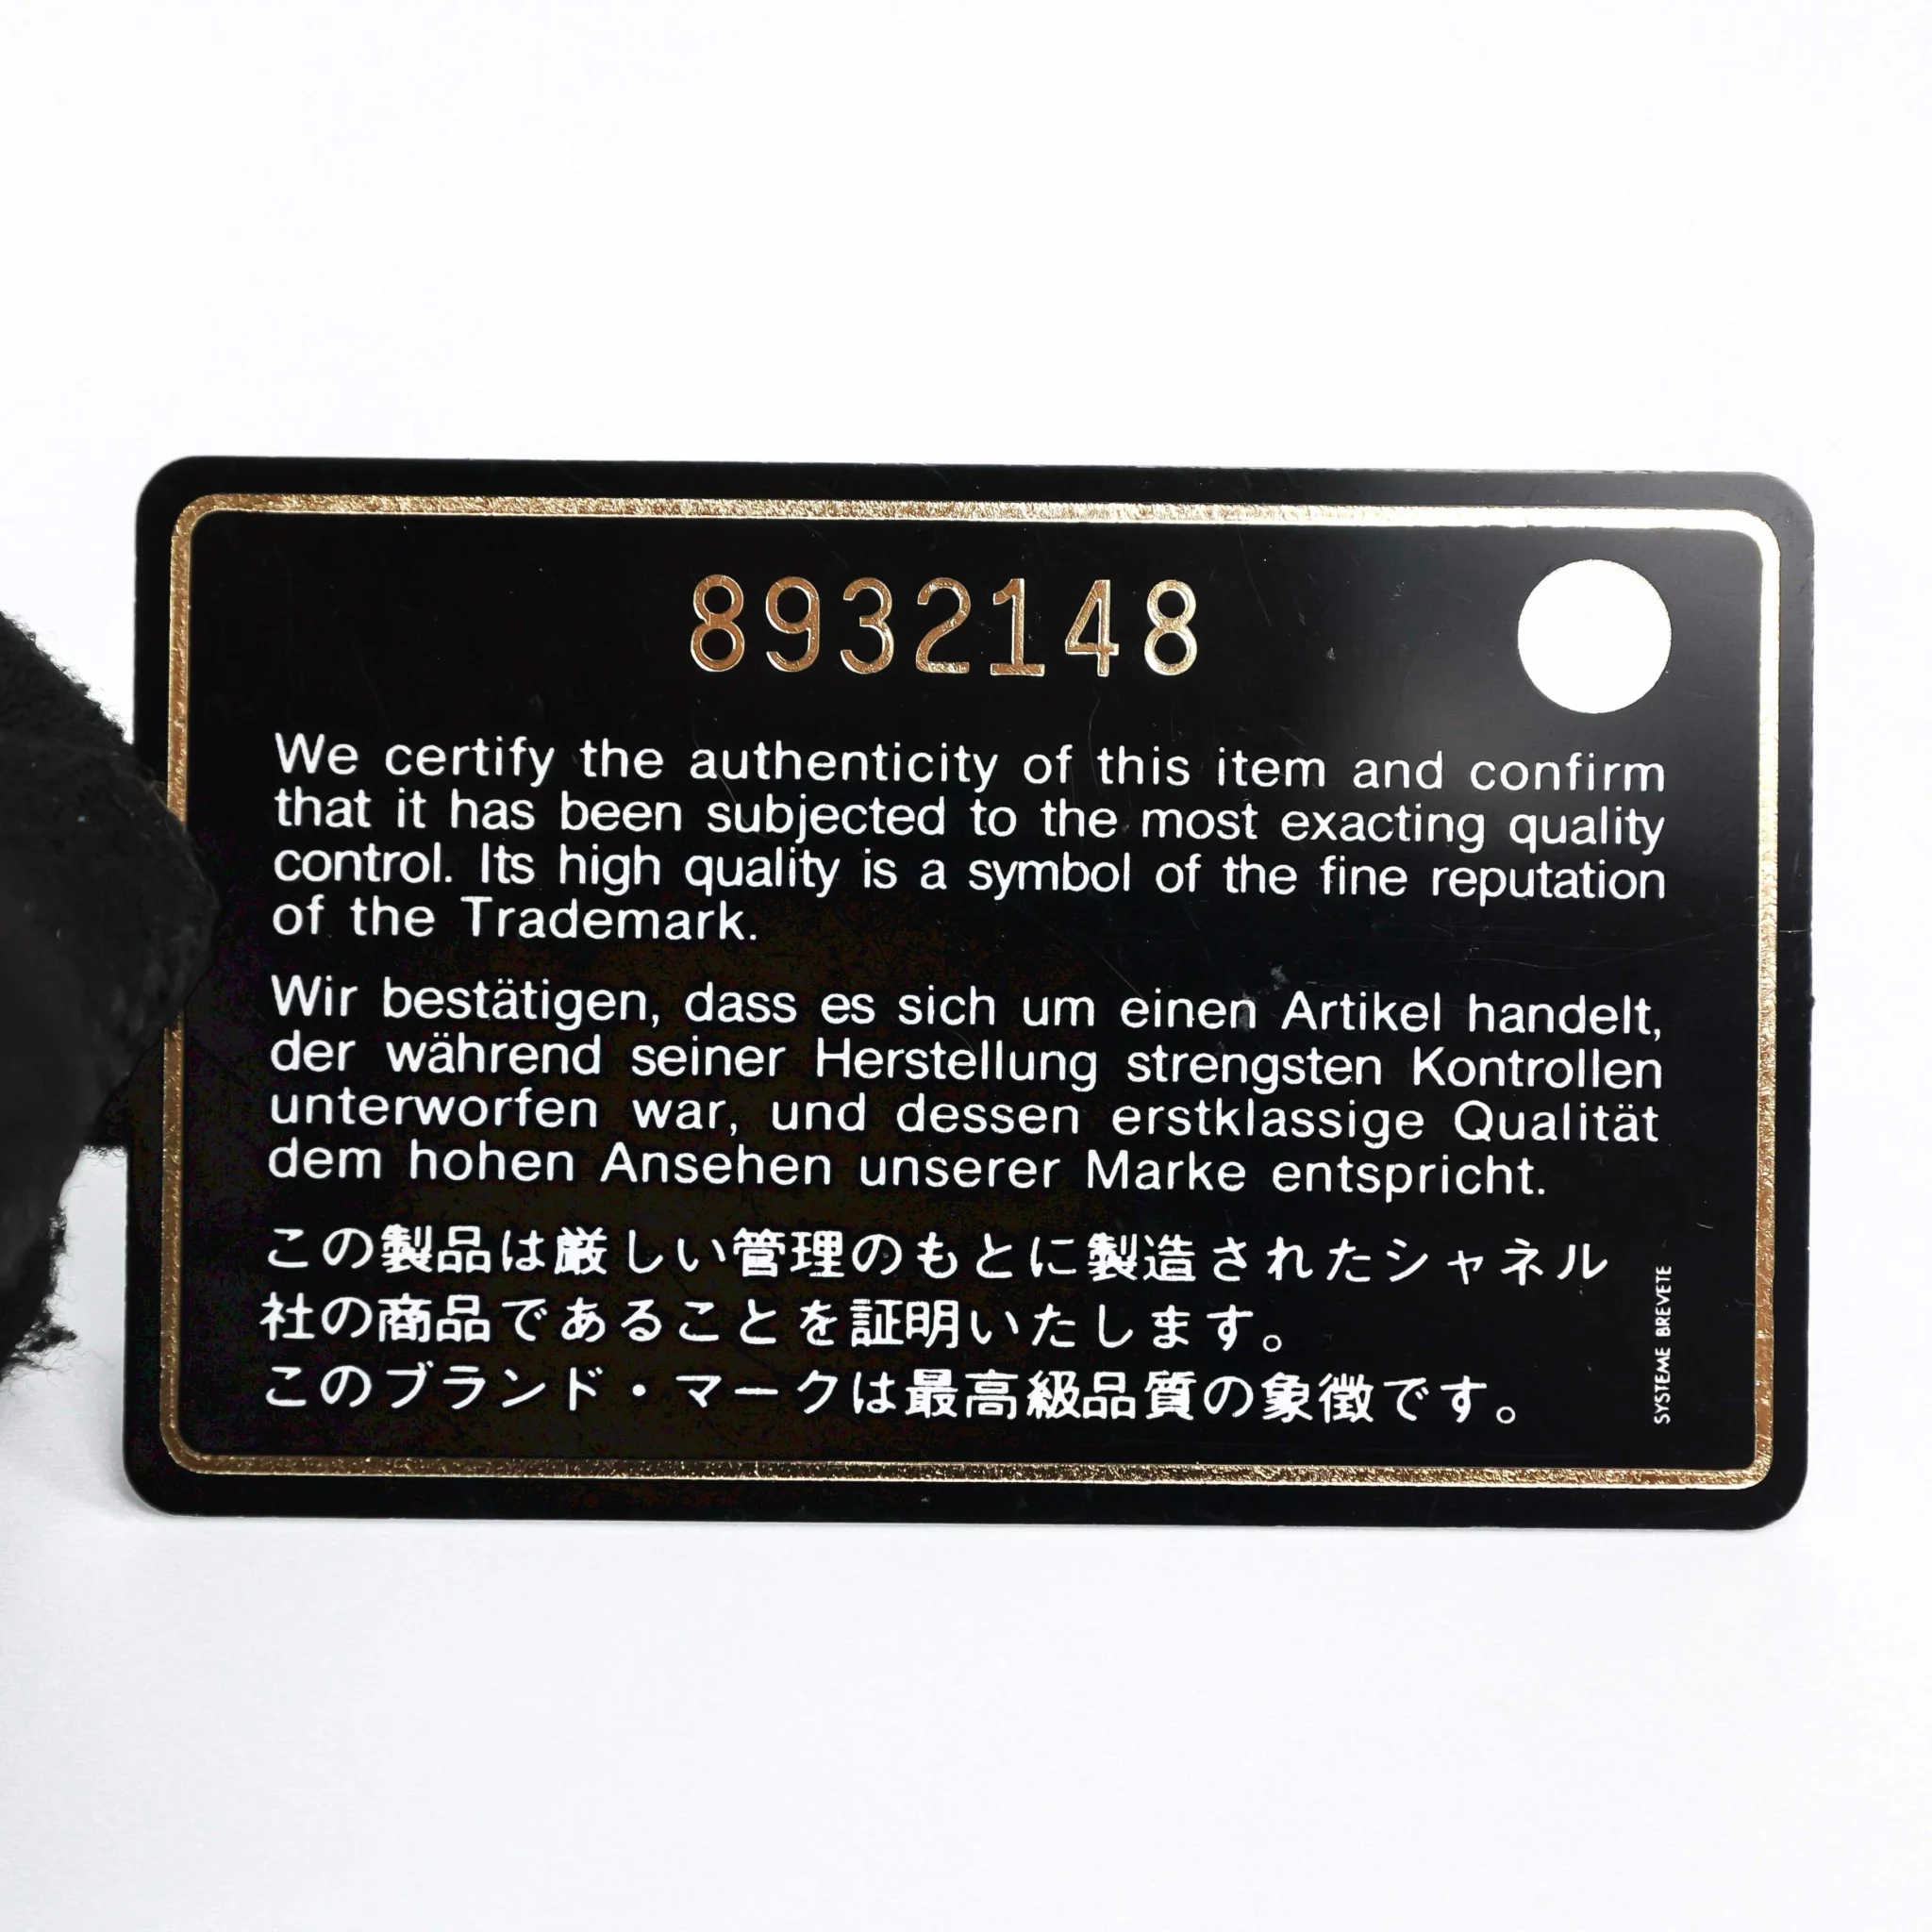 8932148
We certify the authenticity of this item and confirm
that it has been subjected to the most exacting quality
control. Its high quality is a symbol of the fine reputation
of the Trademark.
Wir bestätigen, dass es sich um einen Artikel handelt,
der während seiner Herstellung strengsten Kontrollen
unterworfen war, und dessen erstklassige Qualität
dem hohen Ansehen unserer Marke entspricht.
この製品は厳しい管理のもとに製造されたシャネル
社の商品であることを証明いたします。
このブランド・マークは最高級品質の象徴です。
SYSTEME BREVETE